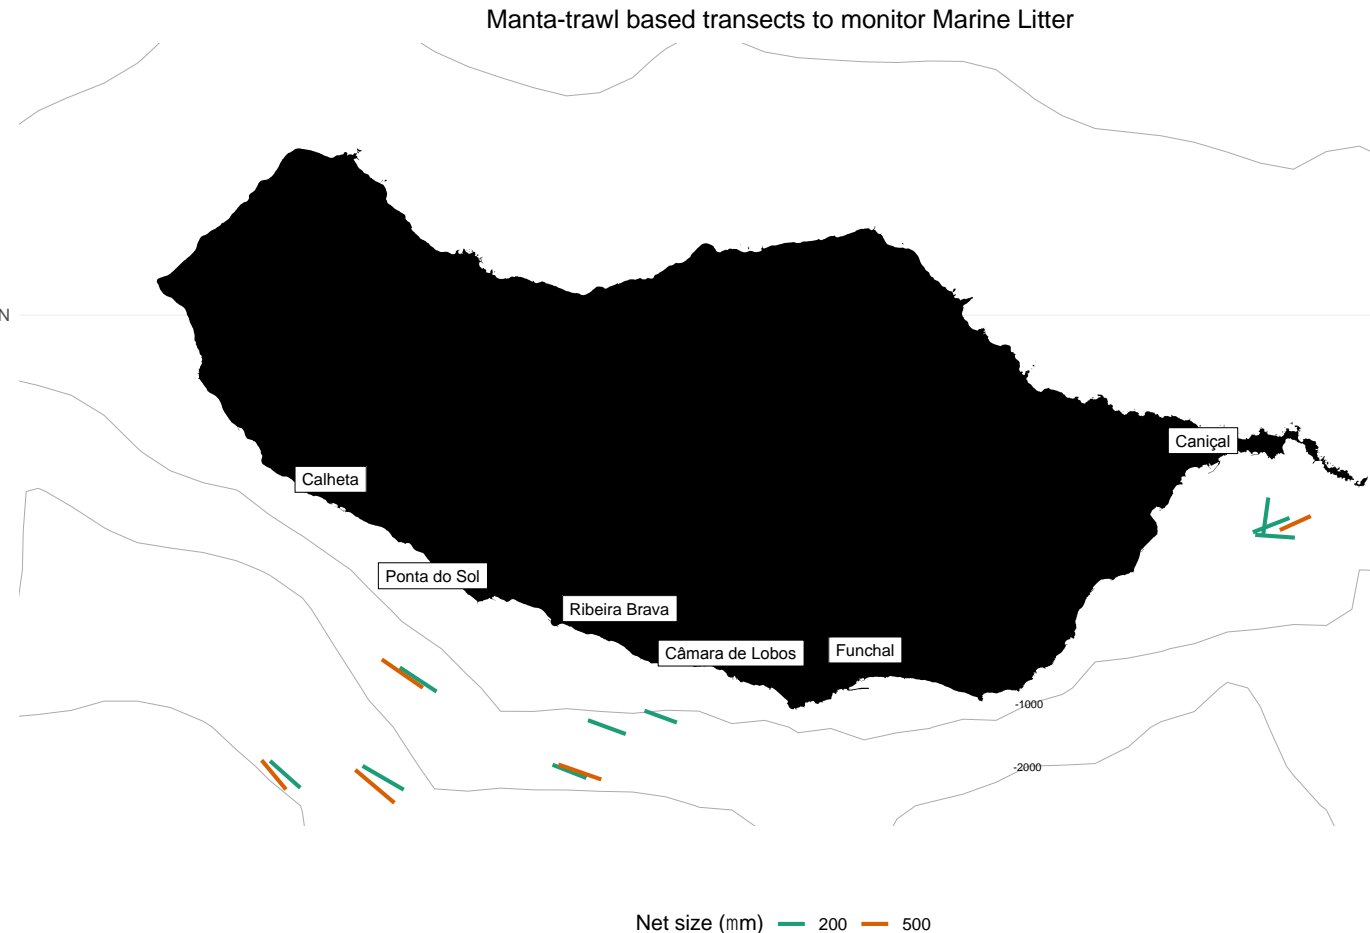 Manta-trawl based transects to monitor Marine Litter
N
Caniçal
Calheta
Ponta do Sol
Ribeira Brava
Câmara de Lobos
Funchal
-1000
-2000
Net size (mm) 200 500